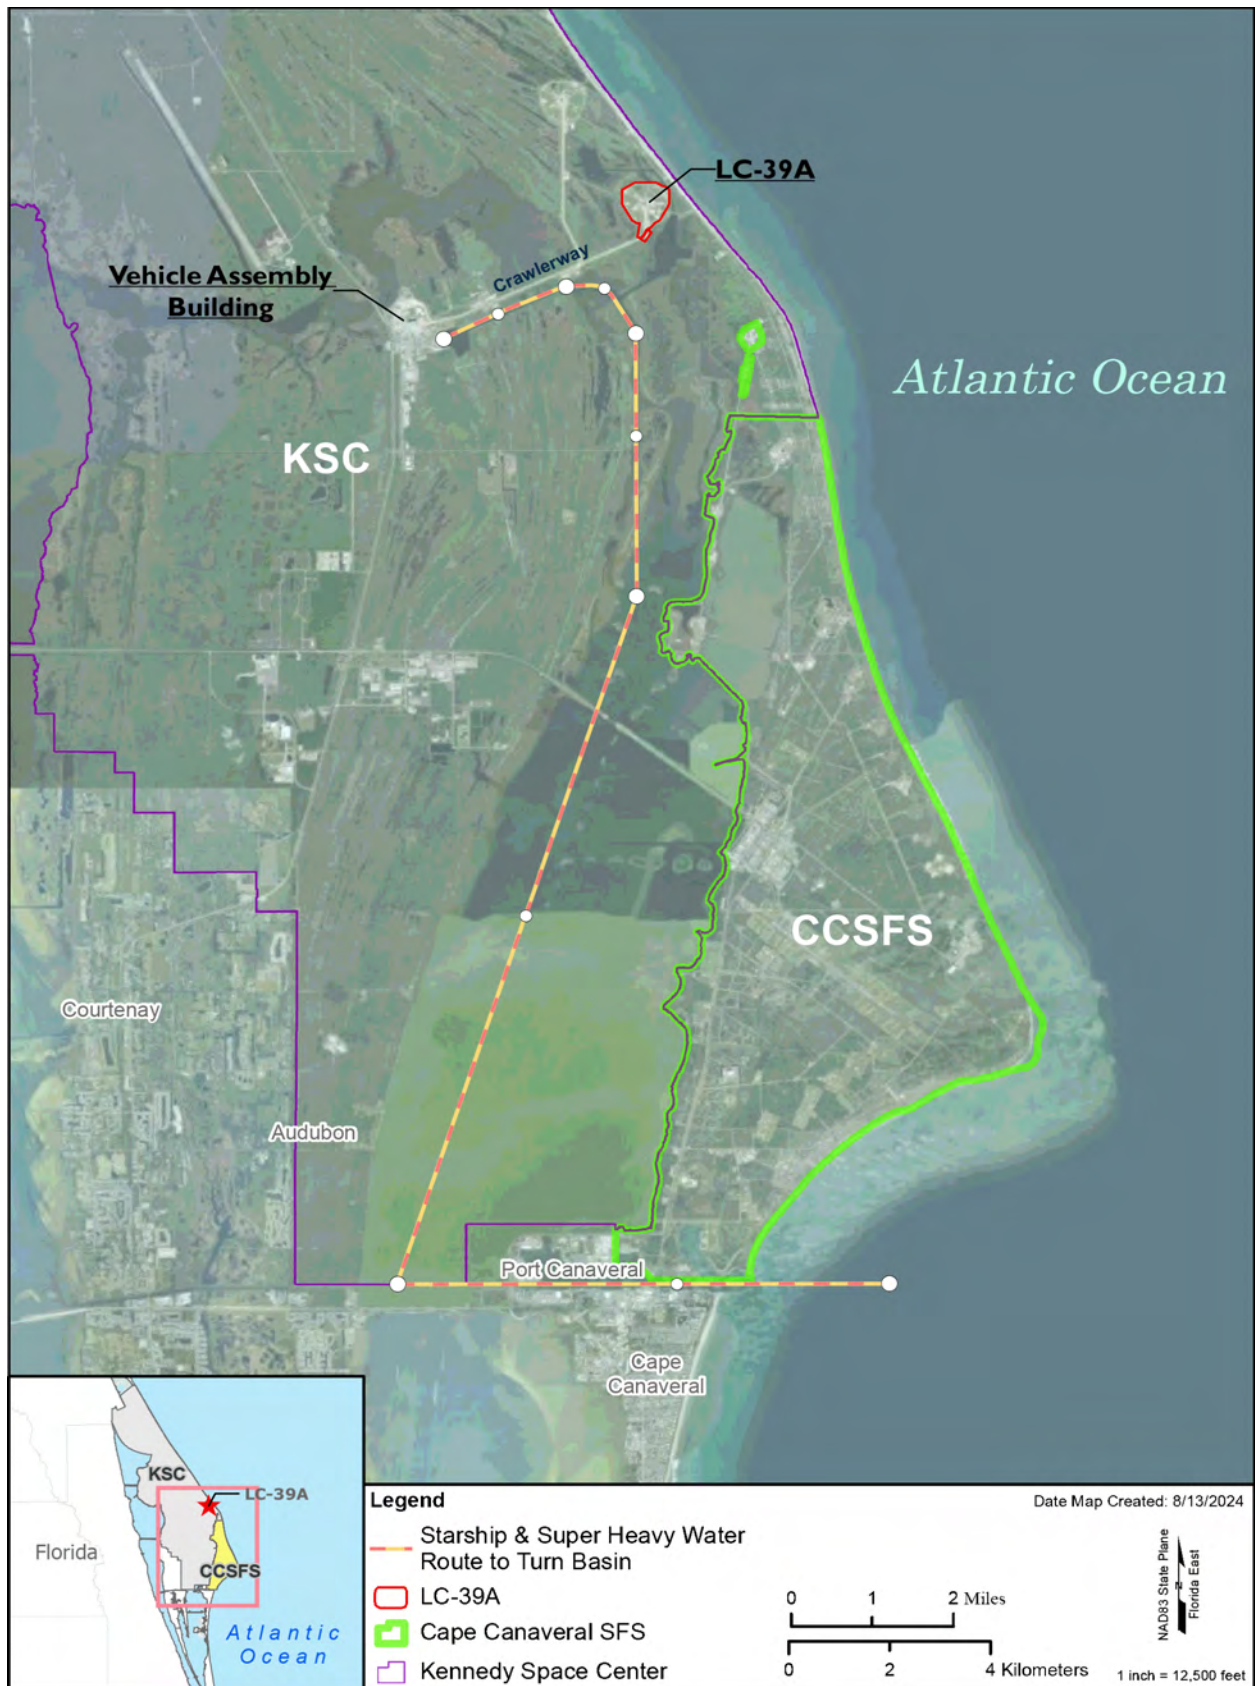 LC-39A
Crawlerway
Vehicle Assembly
Building
Atlantic Ocean
KSC
CCSFS
Courtenay
Audubon
Port Canaveral
Cape
Canaveral
KSC
LC-39A
Florida
CCSFS
Atlantic
Ocean
Legend
Date Map Created: 8/13/2024
Starship & Super Heavy Water
Route to Turn Basin
LC-39A
Cape Canaveral SFS
Kennedy Space Center
0 1 2 Miles
0 2 4 Kilometers
NAD83 State Plane
Florida East
N
1 inch = 12,500 feet